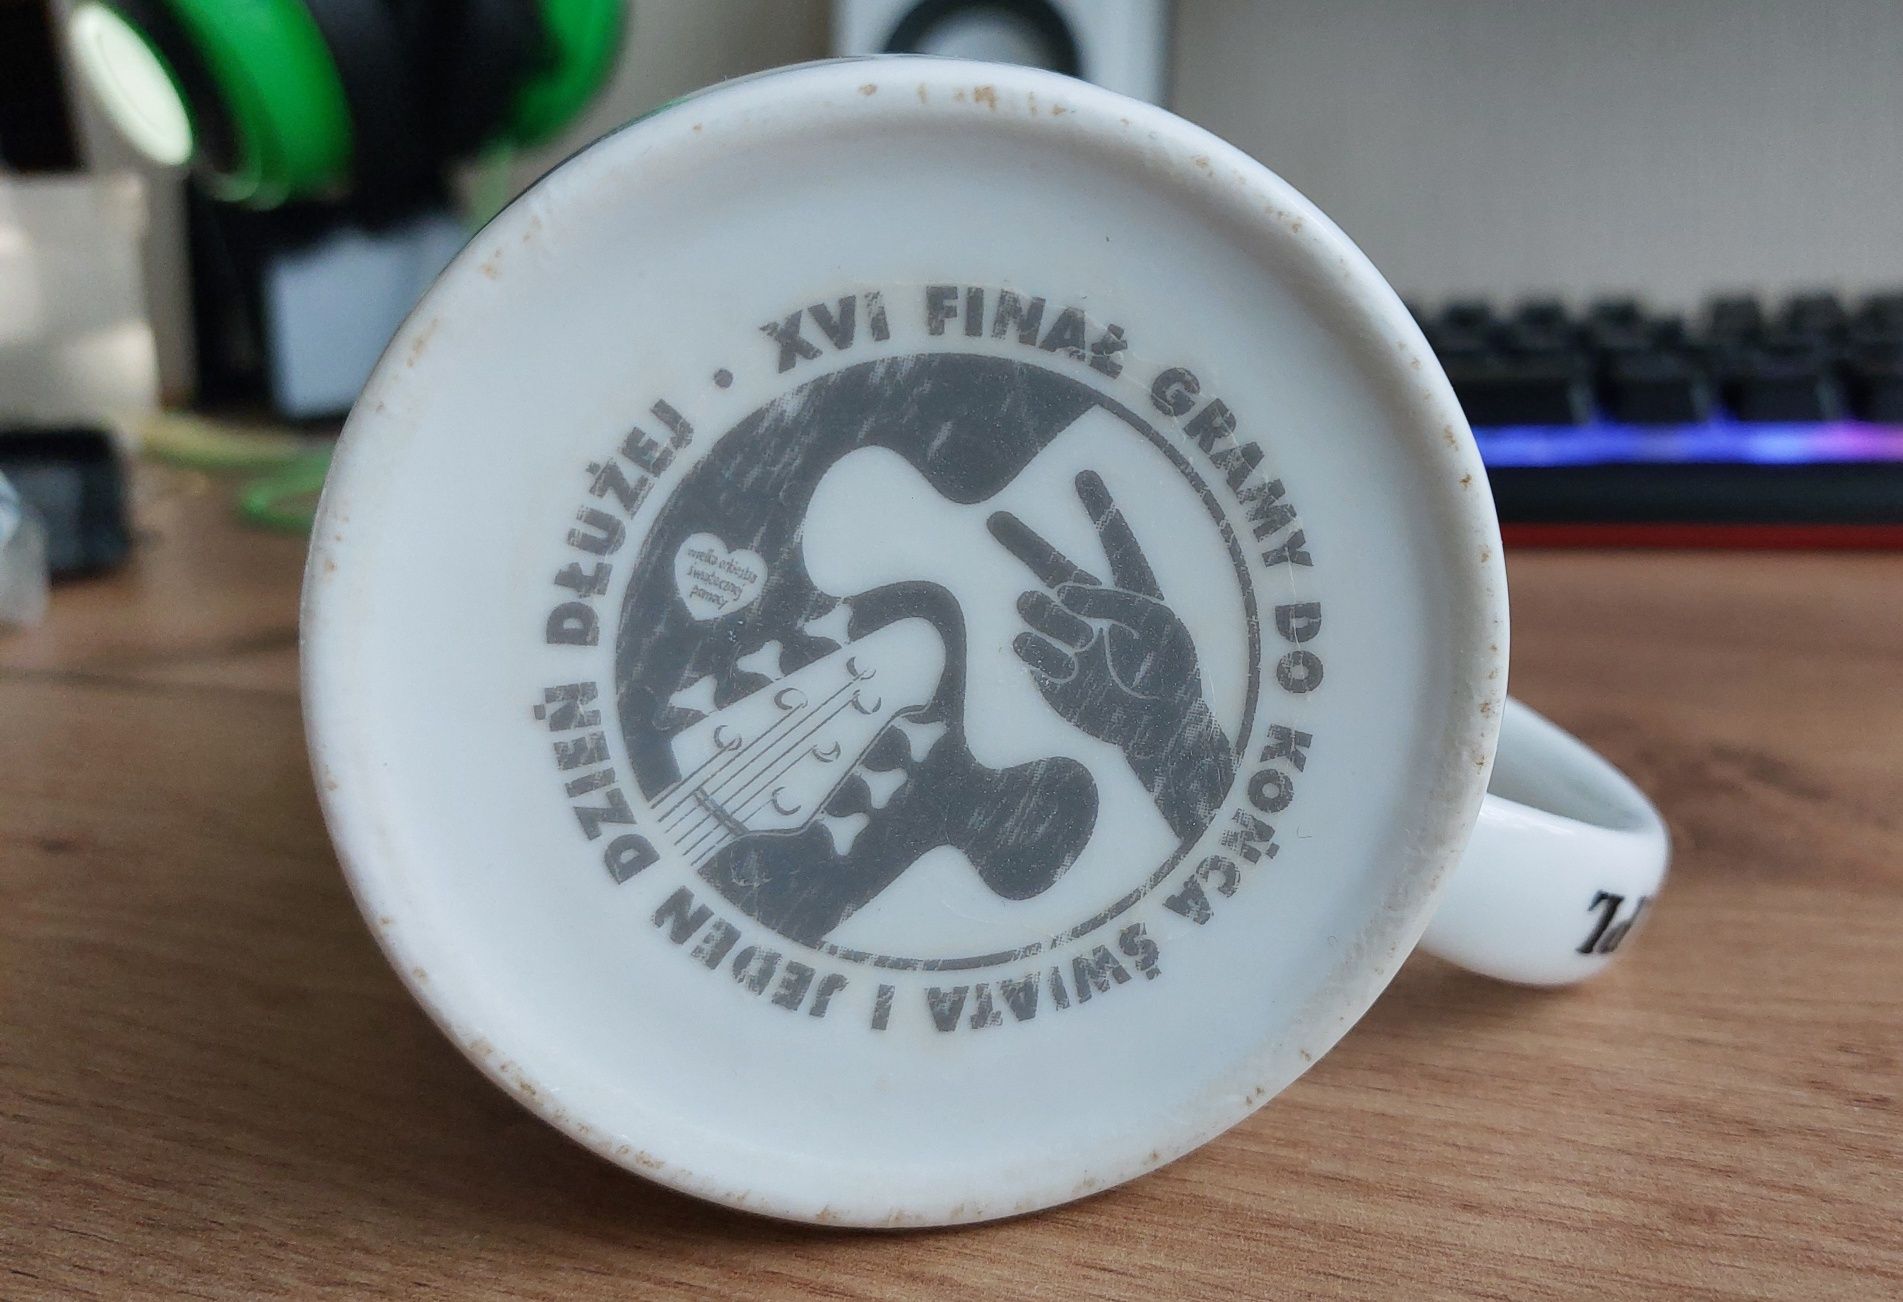 XVI FINAŁ GRAMY DO KOŃCA ŚWIATA I JEDEN DZIEŃ DŁUŻEJ •
wielka orkiestra
świątecznej
pomocy